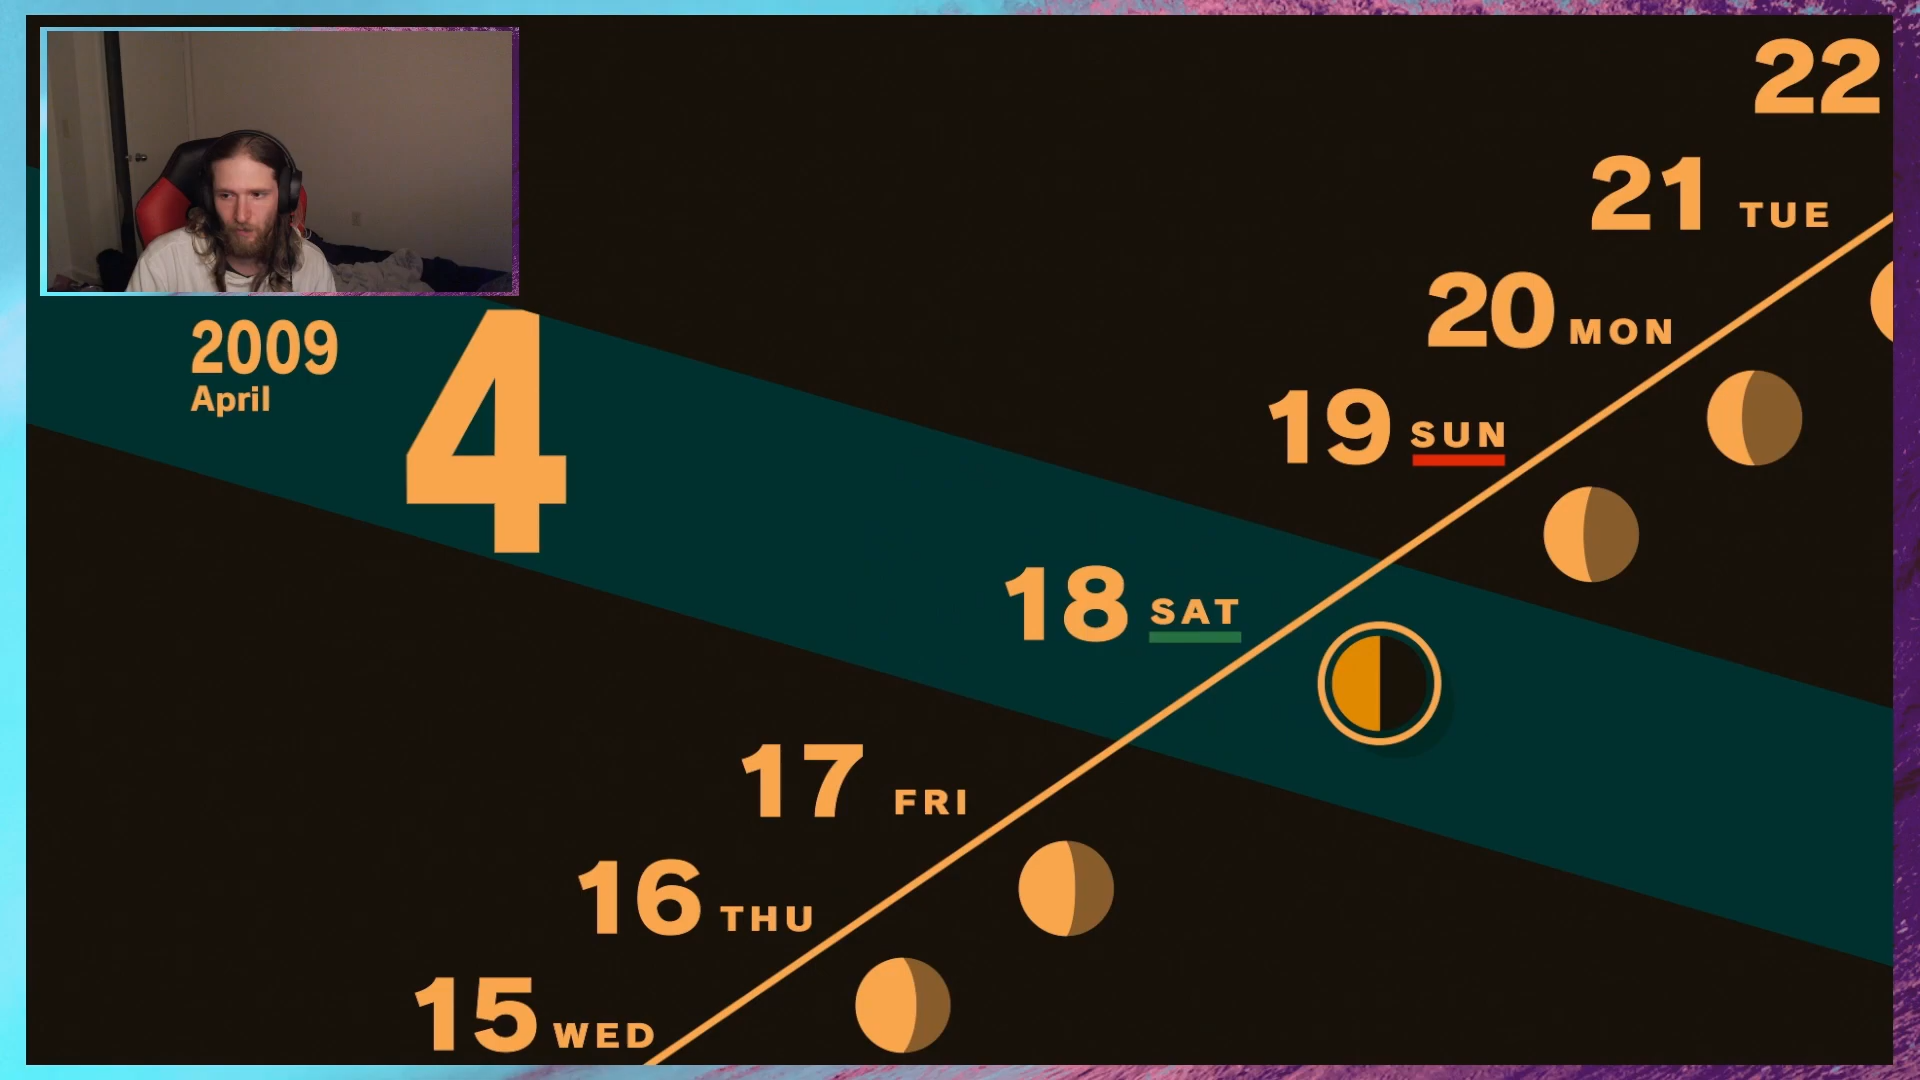 2009
April
4
22
21 TUE
20 MON
19 SUN
18 SAT
17 FRI
16 THU
15 WED